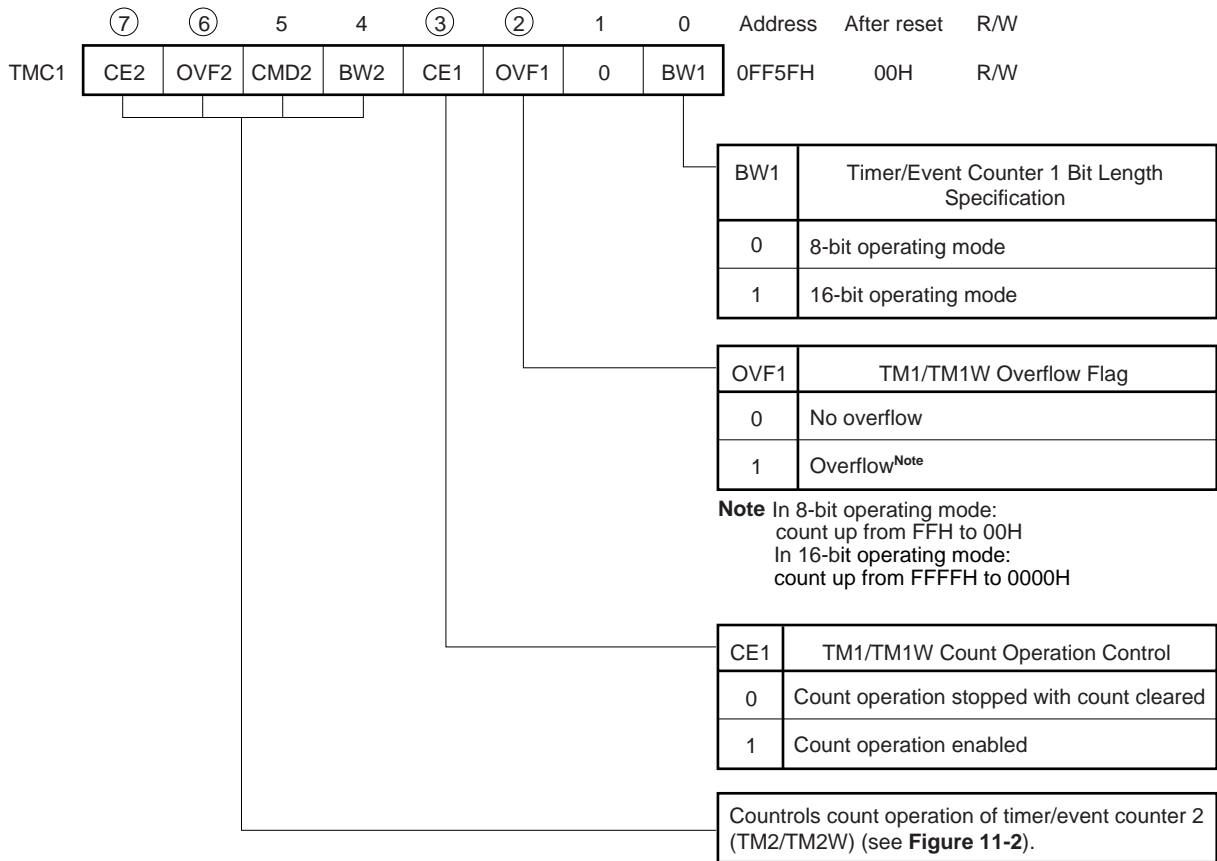 7 6 5 4 3 2 1 0 Address After reset R/W
TMC1 CE2 OVF2 CMD2 BW2 CE1 OVF1 0 BW1 0FF5FH 00H R/W
BW1 Timer/Event Counter 1 Bit Length
Specification
0 8-bit operating mode
1 16-bit operating mode
OVF1 TM1/TM1W Overflow Flag
0 No overflow
1 OverflowNote
Note In 8-bit operating mode:
count up from FFH to 00H
In 16-bit operating mode:
count up from FFFFH to 0000H
CE1 TM1/TM1W Count Operation Control
0 Count operation stopped with count cleared
1 Count operation enabled
Countrols count operation of timer/event counter 2
(TM2/TM2W) (see Figure 11-2).